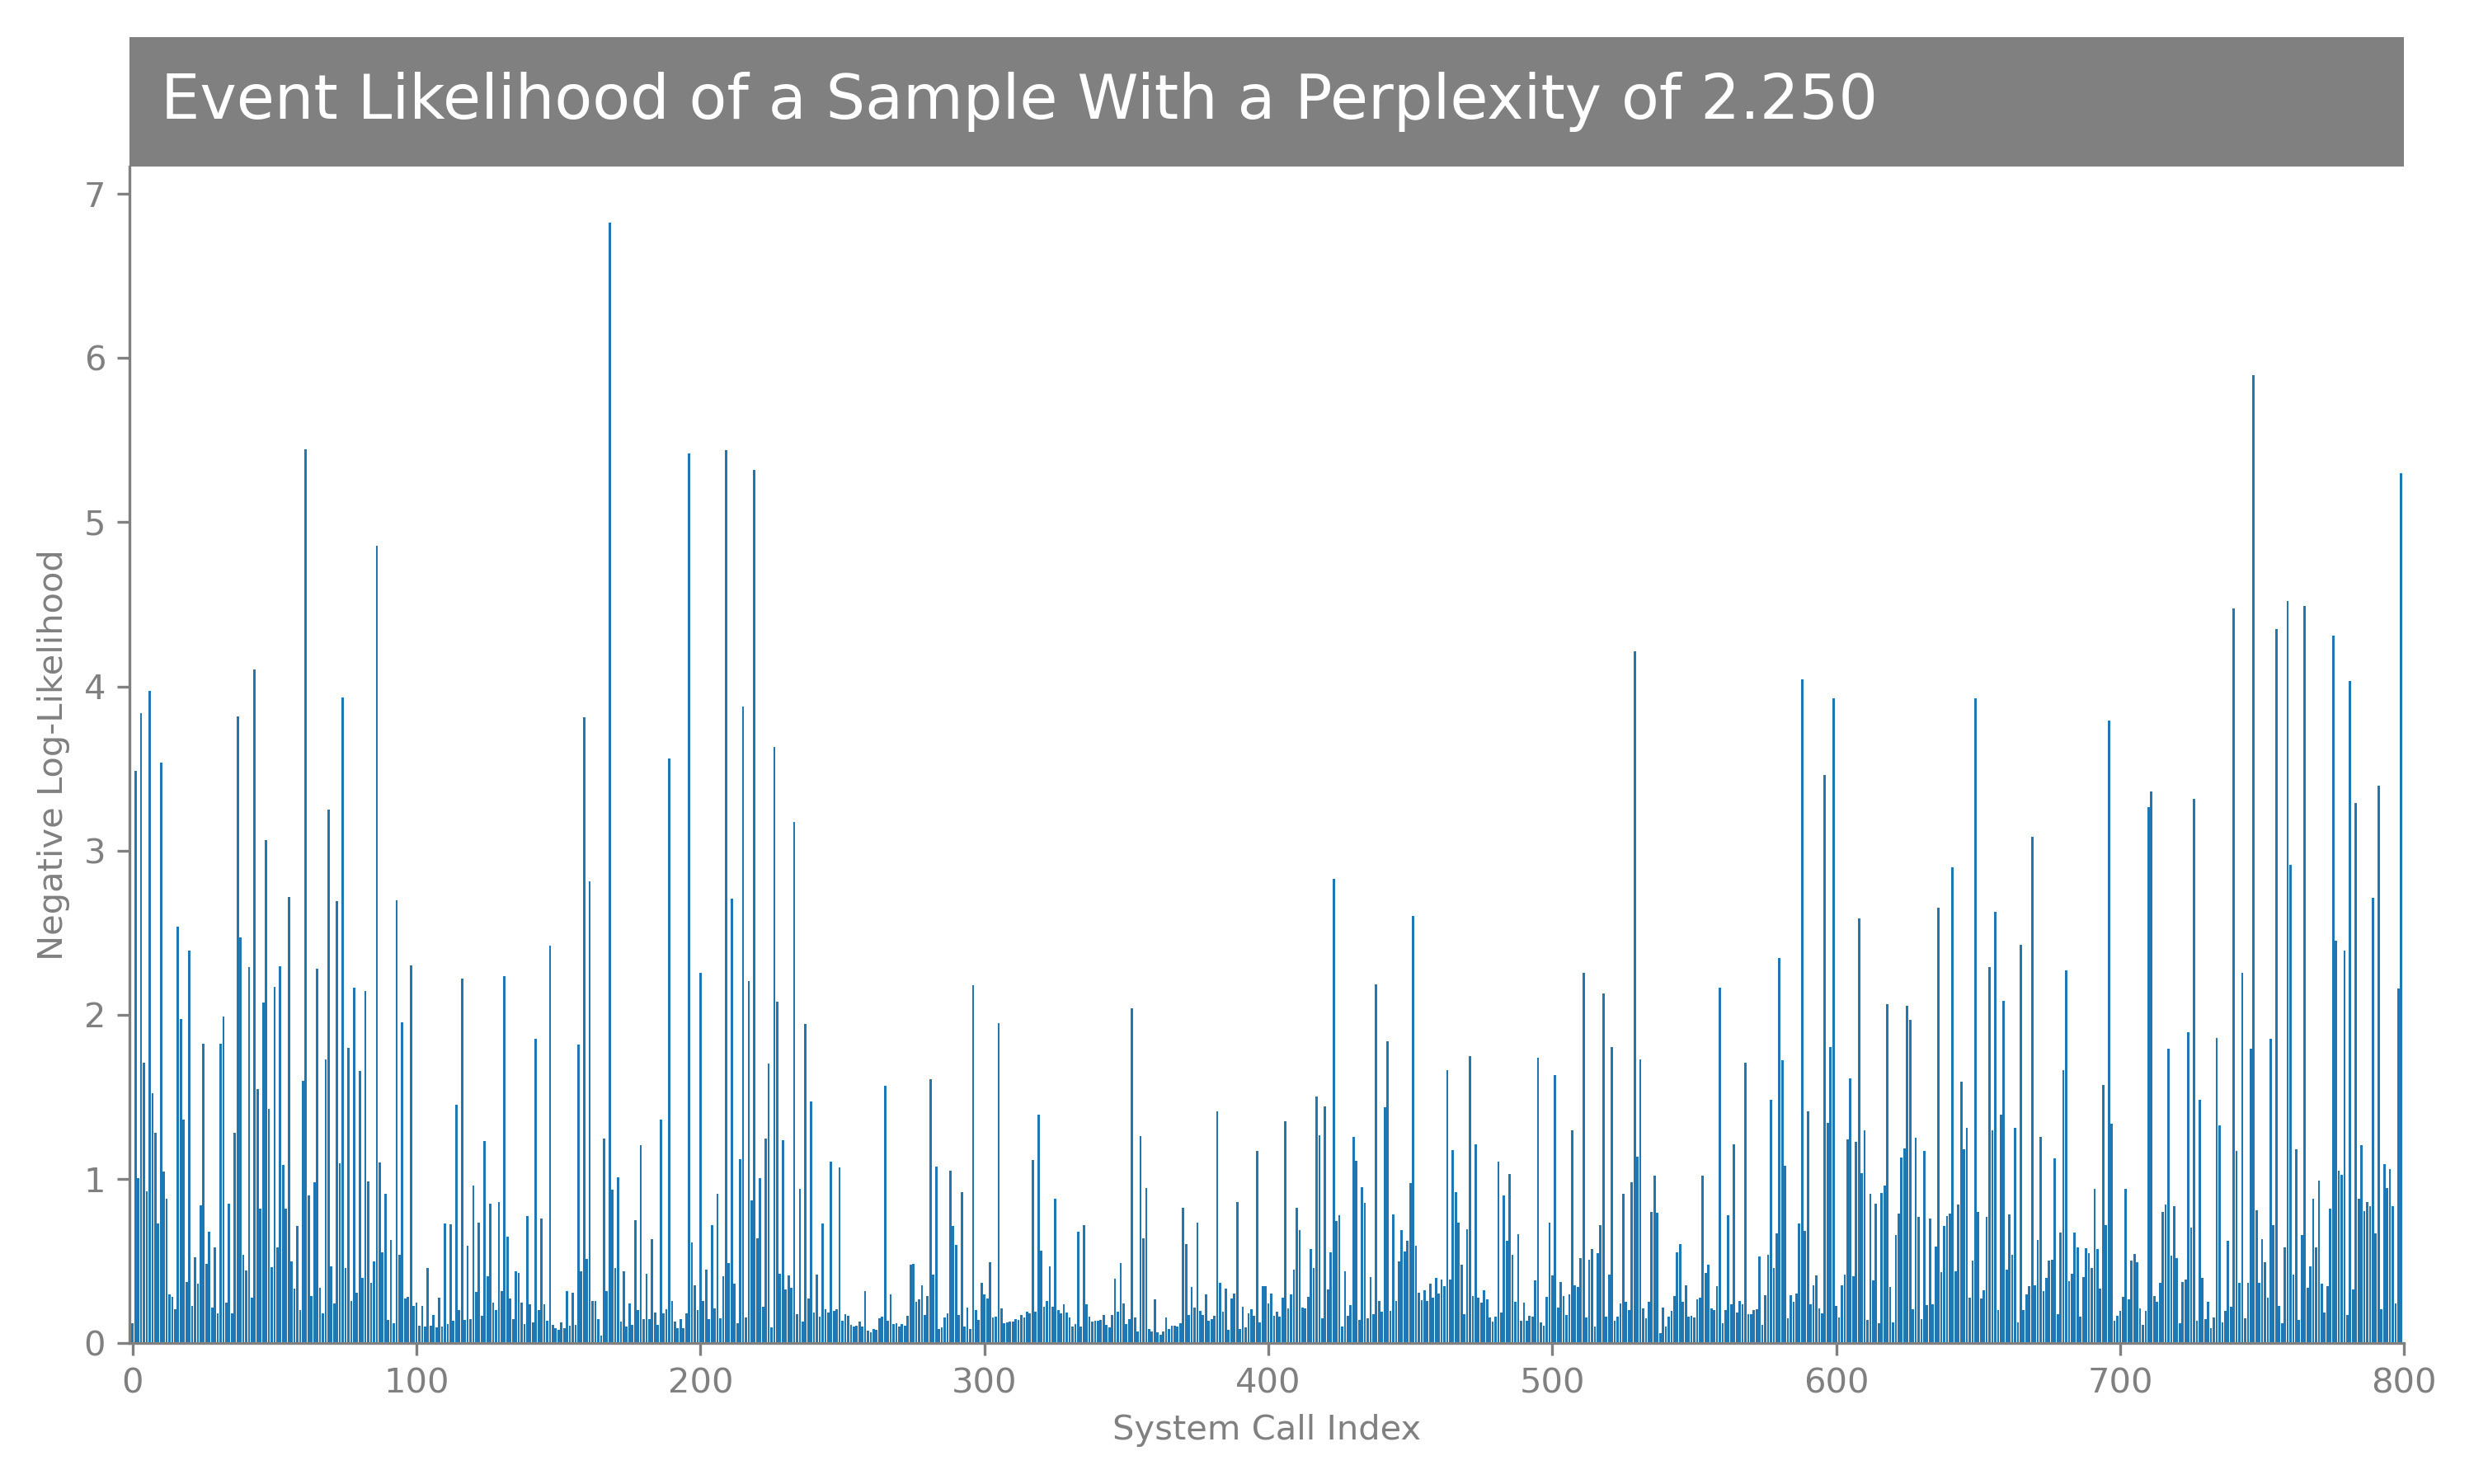 Event Likelihood of a Sample With a Perplexity of 2.250
7
6
5
4
3
2
1
0
Negative Log-Likelihood
0 100 200 300 400 500 600 700 800
System Call Index